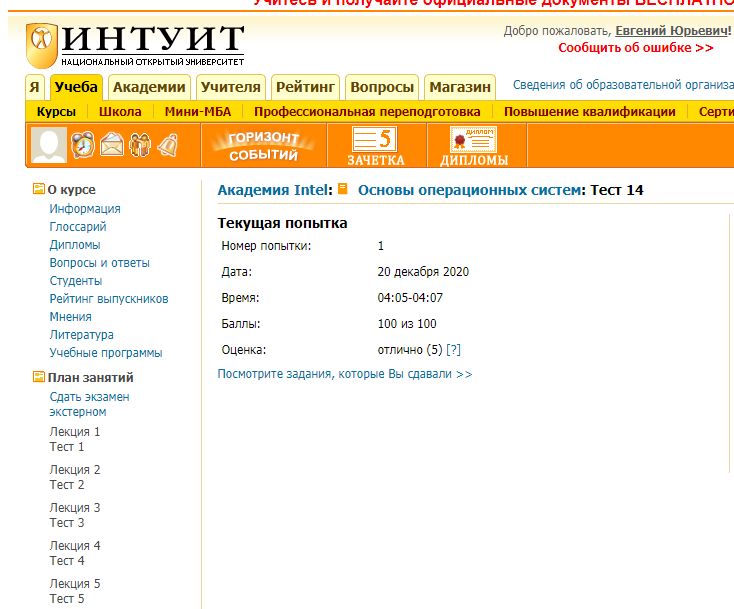 Учитесь и получайте официальные документы БЕСПЛАТНО
ИНТУИТ
НАЦИОНАЛЬНЫЙ ОТКРЫТЫЙ УНИВЕРСИТЕТ
Добро пожаловать, Евгений Юрьевич!
Сообщить об ошибке >>
Я Учеба Академии Учителя Рейтинг Вопросы Магазин Сведения об образовательной организа
Курсы Школа Мини-МБА Профессиональная переподготовка Повышение квалификации Серти
ГОРИЗОНТ
СОБЫТИЙ
5
ЗАЧЕТКА
ДИПЛОМ
ДИПЛОМЫ
О курсе
Информация
Глоссарий
Дипломы
Вопросы и ответы
Студенты
Рейтинг выпускников
Мнения
Литература
Учебные программы
План занятий
Сдать экзамен
экстерном
Лекция 1
Тест 1
Лекция 2
Тест 2
Лекция 3
Тест 3
Лекция 4
Тест 4
Лекция 5
Тест 5
Академия Intel: Основы операционных систем: Тест 14
Текущая попытка
Номер попытки: 1
Дата: 20 декабря 2020
Время: 04:05-04:07
Баллы: 100 из 100
Оценка: отлично (5) [?]
Посмотрите задания, которые Вы сдавали >>